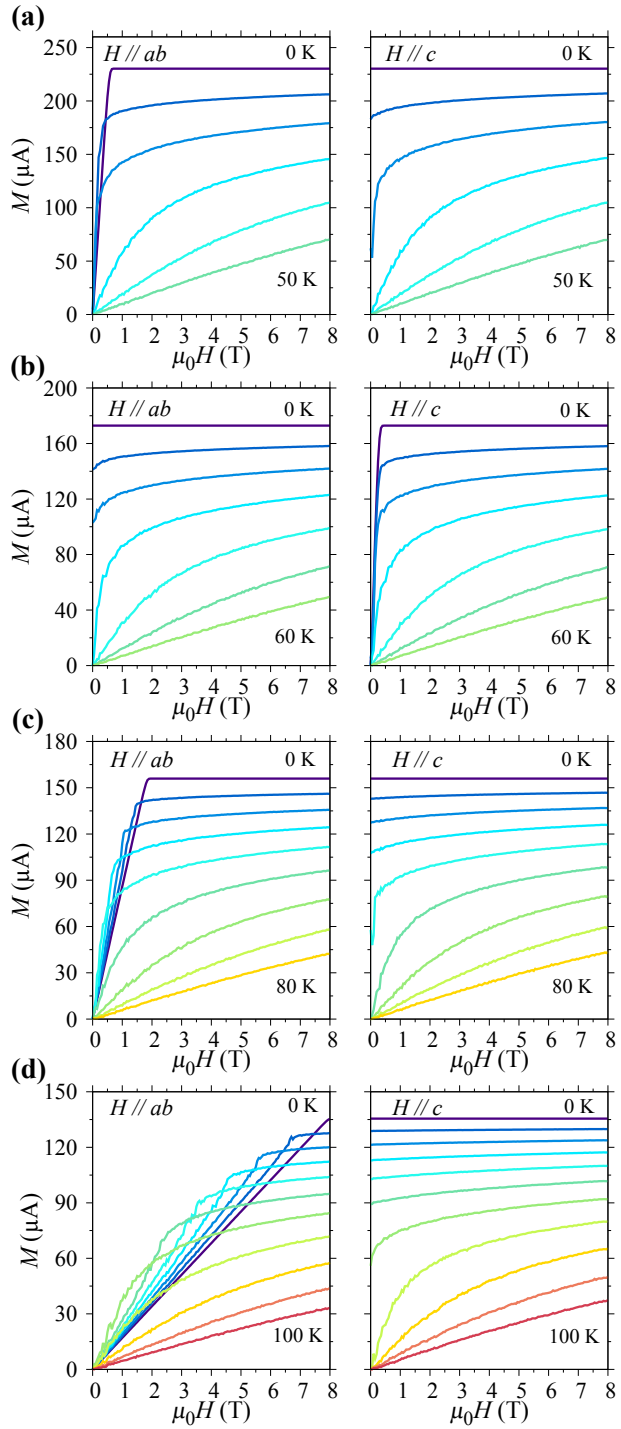 (a)
H // ab 0 K
H // c 0 K
250
200
150
100
50
0
M (μA)
50 K
50 K
0 1 2 3 4 5 6 7 8
0 1 2 3 4 5 6 7 8
μ₀H (T)
μ₀H (T)
(b)
200
160
120
80
40
0
M (μA)
H // ab 0 K
H // c 0 K
60 K
60 K
0 1 2 3 4 5 6 7 8
0 1 2 3 4 5 6 7 8
μ₀H (T)
μ₀H (T)
(c)
180
150
120
90
60
30
0
M (μA)
H // ab 0 K
H // c 0 K
80 K
80 K
0 1 2 3 4 5 6 7 8
0 1 2 3 4 5 6 7 8
μ₀H (T)
μ₀H (T)
(d)
150
120
90
60
30
0
M (μA)
H // ab 0 K
H // c 0 K
100 K
100 K
0 1 2 3 4 5 6 7 8
0 1 2 3 4 5 6 7 8
μ₀H (T)
μ₀H (T)